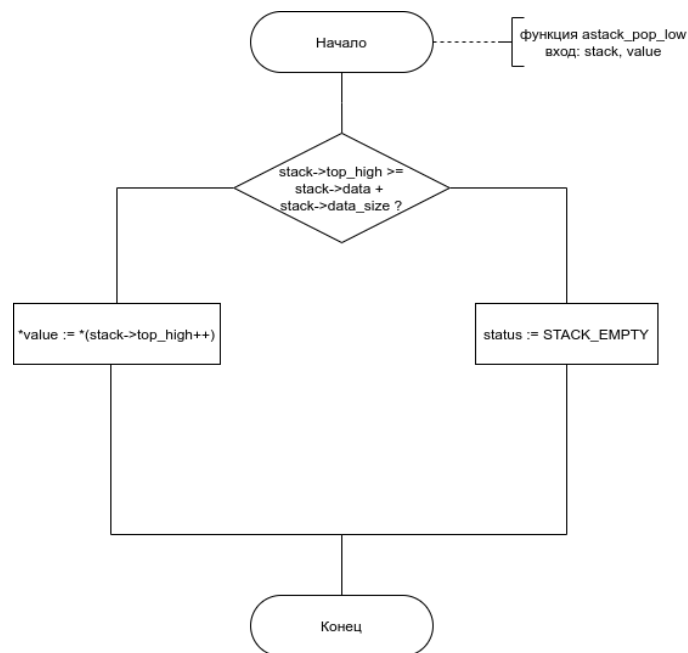 Начало
функция astack_pop_low
вход: stack, value
stack->top_high >=
stack->data +
stack->data_size ?
*value := *(stack->top_high++)
status := STACK_EMPTY
Конец